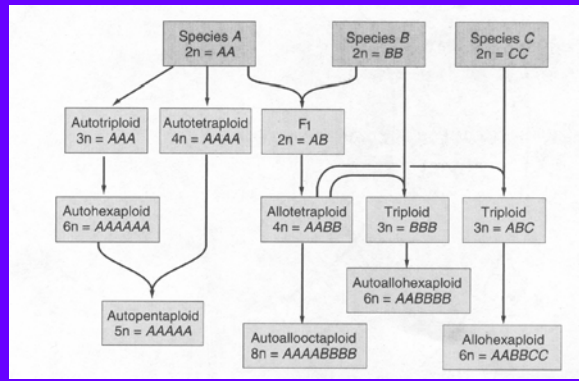 Species A
2n = AA
Species B
2n = BB
Species C
2n = CC
Autotriploid
3n = AAA
Autotetraploid
4n = AAAA
F1
2n = AB
Autohexaploid
6n = AAAAAA
Allotetraploid
4n = AABB
Triploid
3n = BBB
Triploid
3n = ABC
Autoallohexaploid
6n = AABBBB
Autopentaploid
5n = AAAAA
Autoallooctaploid
8n = AAAABBBB
Allohexaploid
6n = AABBCC